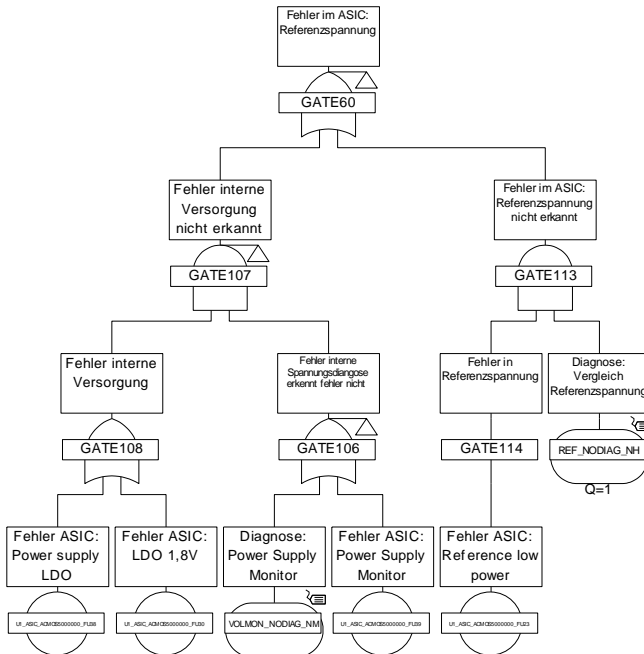 Fehler im ASIC:
Referenzspannung
GATE60
Fehler interne
Versorgung
nicht erkannt
Fehler im ASIC:
Referenzspannung
nicht erkannt
GATE107
GATE113
Fehler interne
Versorgung
Fehler interne
Spannungsdiangose
erkennt fehler nicht
Fehler in
Referenzspannung
Diagnose:
Vergleich
Referenzspannung
GATE108
GATE106
GATE114
REF_NODIAG_NH
Q=1
Fehler ASIC:
Power supply
LDO
Fehler ASIC:
LDO 1,8V
Diagnose:
Power Supply
Monitor
Fehler ASIC:
Power Supply
Monitor
Fehler ASIC:
Reference low
power
VOLMON_NODIAG_NM